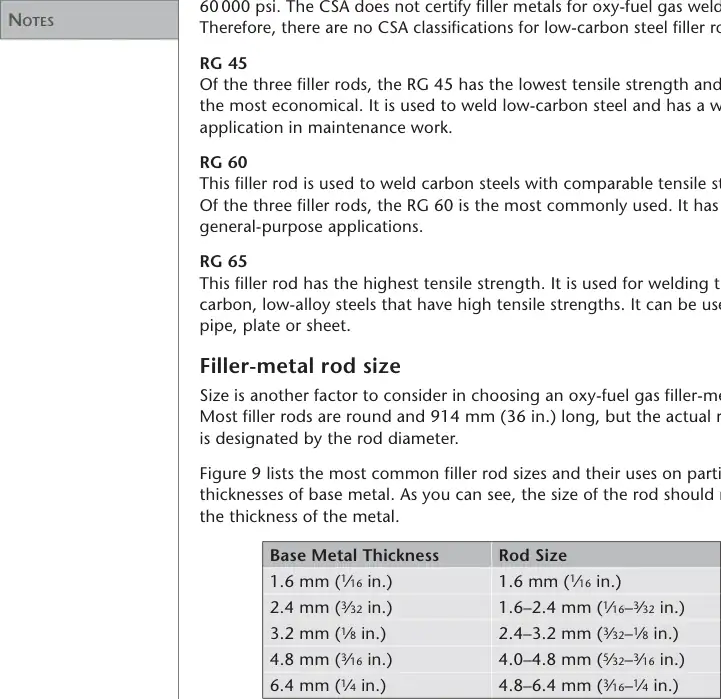 NOTES
60 000 psi. The CSA does not certify filler metals for oxy-fuel gas weld
Therefore, there are no CSA classifications for low-carbon steel filler ro
RG 45
Of the three filler rods, the RG 45 has the lowest tensile strength and
the most economical. It is used to weld low-carbon steel and has a w
application in maintenance work.
RG 60
This filler rod is used to weld carbon steels with comparable tensile st
Of the three filler rods, the RG 60 is the most commonly used. It has
general-purpose applications.
RG 65
This filler rod has the highest tensile strength. It is used for welding t
carbon, low-alloy steels that have high tensile strengths. It can be use
pipe, plate or sheet.
Filler-metal rod size
Size is another factor to consider in choosing an oxy-fuel gas filler-me
Most filler rods are round and 914 mm (36 in.) long, but the actual r
is designated by the rod diameter.
Figure 9 lists the most common filler rod sizes and their uses on parti
thicknesses of base metal. As you can see, the size of the rod should r
the thickness of the metal.
Base Metal Thickness Rod Size
1.6 mm (1/16 in.) 1.6 mm (1/16 in.)
2.4 mm (3/32 in.) 1.6–2.4 mm (1/16–3/32 in.)
3.2 mm (1/8 in.) 2.4–3.2 mm (3/32–1/8 in.)
4.8 mm (3/16 in.) 4.0–4.8 mm (5/32–3/16 in.)
6.4 mm (1/4 in.) 4.8–6.4 mm (3/16–1/4 in.)